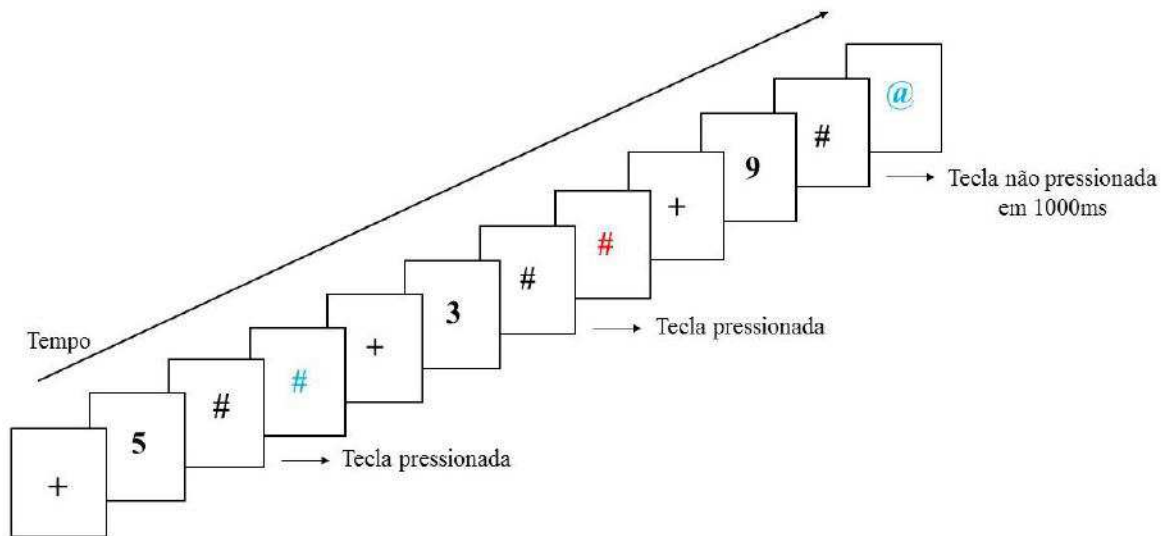 Tempo
+
5
#
#
Tecla pressionada
+
3
#
#
Tecla pressionada
+
9
#
@
Tecla não pressionada
em 1000ms